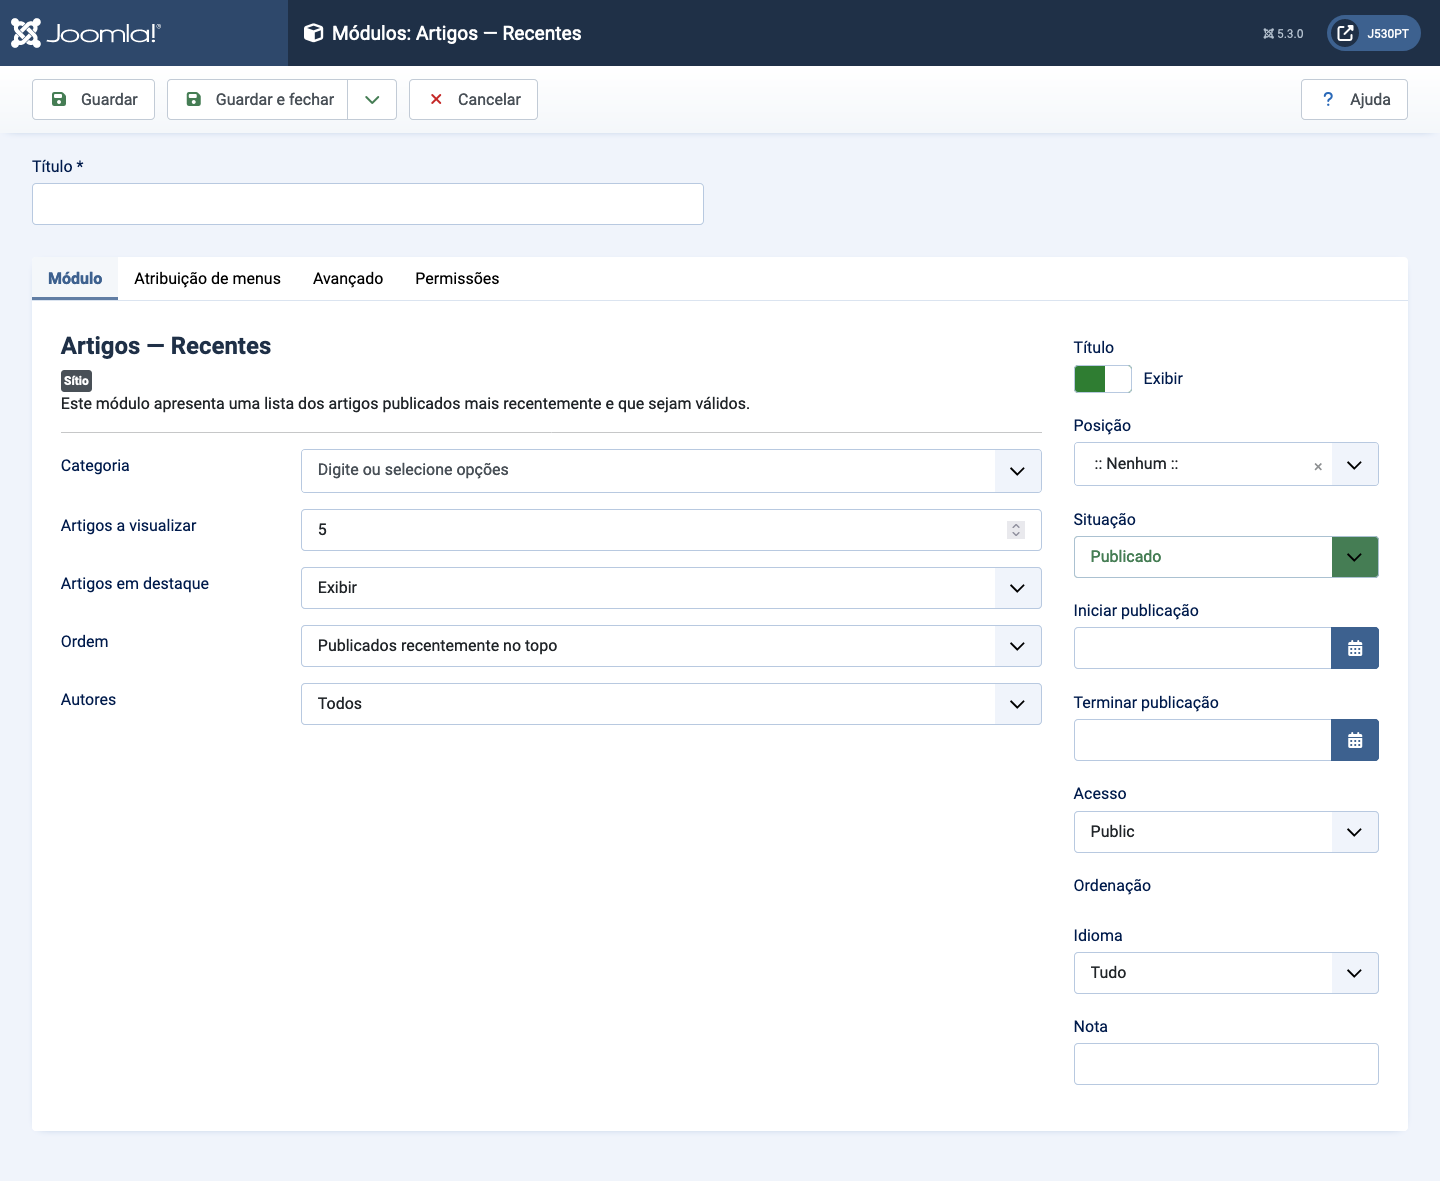 Joomla!®
Módulos: Artigos — Recentes
5.3.0
J530PT
Guardar
Guardar e fechar
Cancelar
? Ajuda
Título *
Módulo
Atribuição de menus
Avançado
Permissões
Artigos — Recentes
Sítio
Este módulo apresenta uma lista dos artigos publicados mais recentemente e que sejam válidos.
Categoria
Digite ou selecione opções
Artigos a visualizar
5
Artigos em destaque
Exibir
Ordem
Publicados recentemente no topo
Autores
Todos
Título
Exibir
Posição
:: Nenhum ::
×
Situação
Publicado
Iniciar publicação
Terminar publicação
Acesso
Public
Ordenação
Idioma
Tudo
Nota